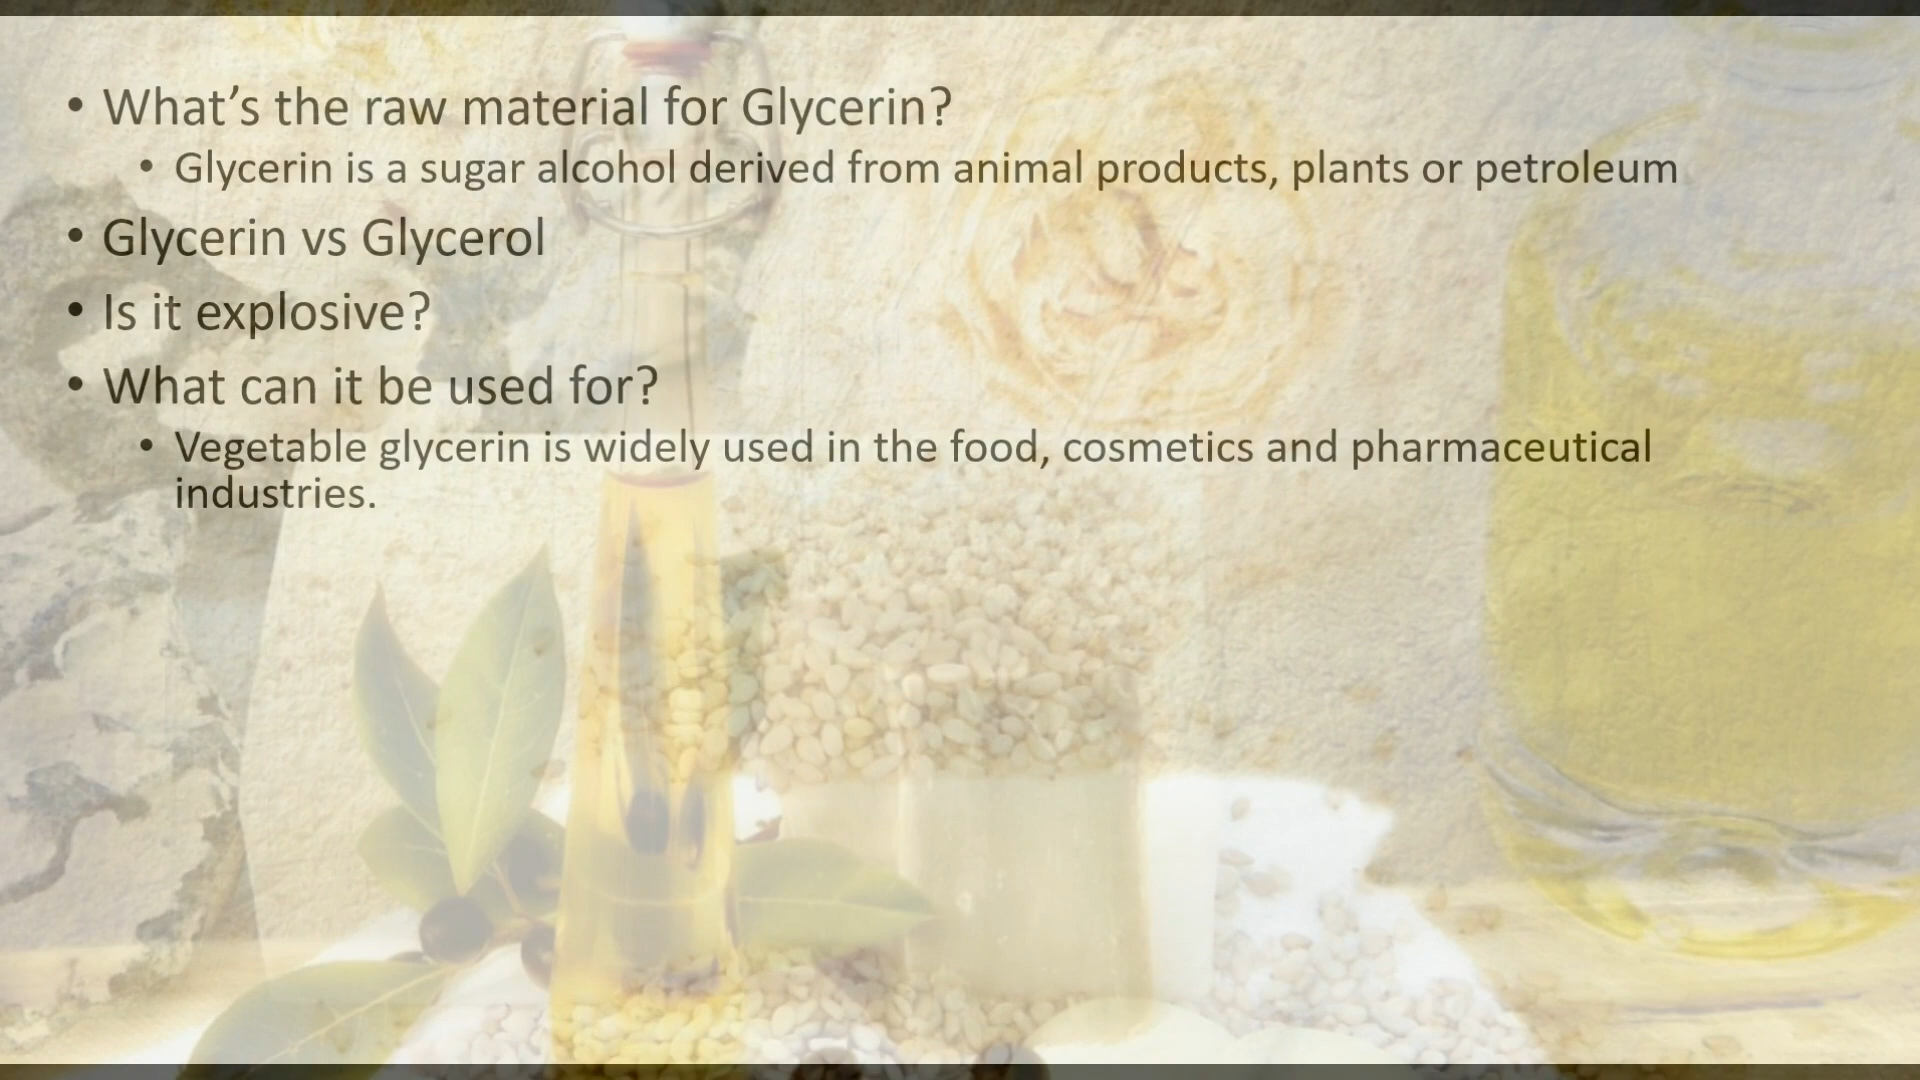 • What’s the raw material for Glycerin?
• Glycerin is a sugar alcohol derived from animal products, plants or petroleum
• Glycerin vs Glycerol
• Is it explosive?
• What can it be used for?
• Vegetable glycerin is widely used in the food, cosmetics and pharmaceutical
industries.